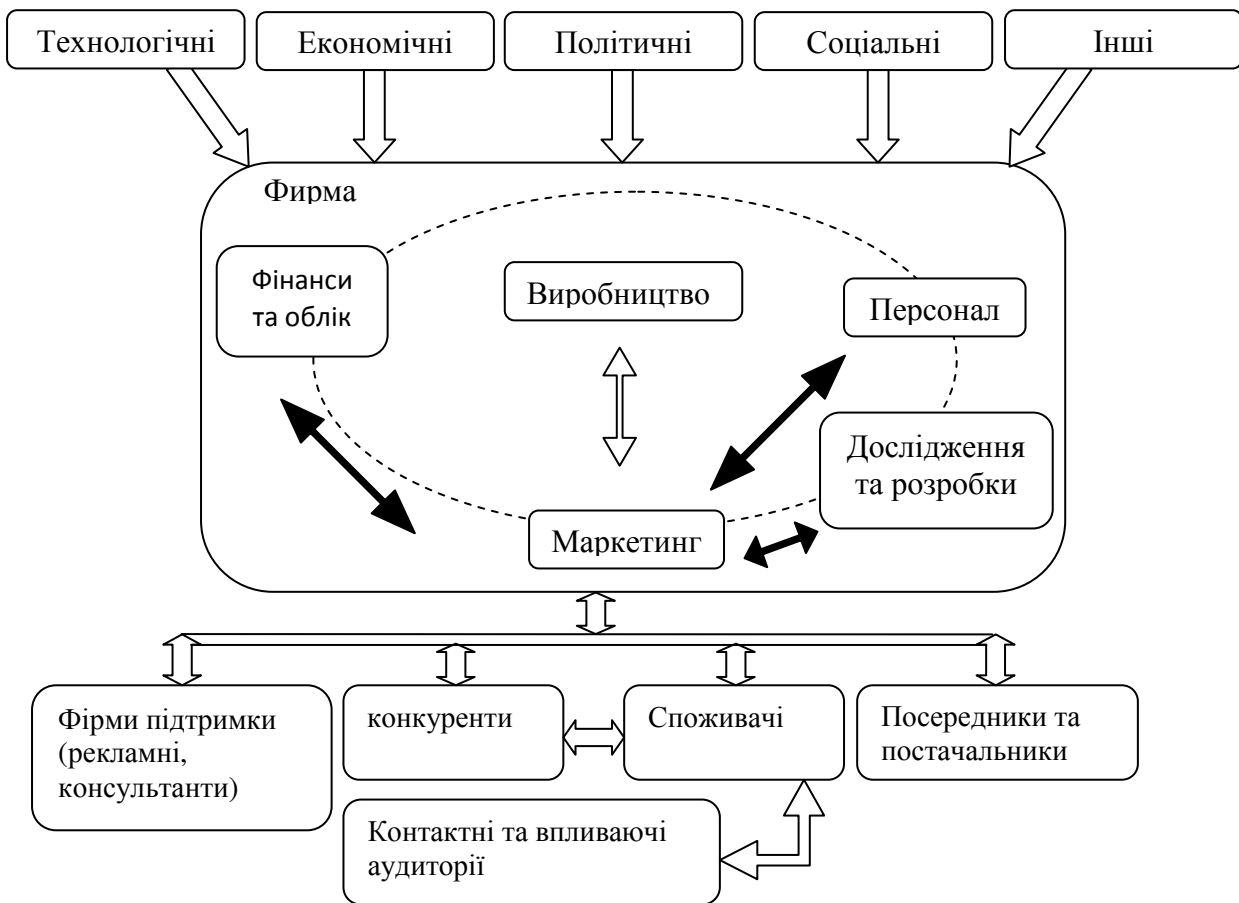 Технологічні
Економічні
Політичні
Соціальні
Інші
Фирма
Фінанси
та облік
Виробництво
Персонал
Дослідження
та розробки
Маркетинг
Фірми підтримки
(рекламні,
консультанти)
конкуренти
Споживачі
Посередники та
постачальники
Контактні та впливаючі
аудиторії